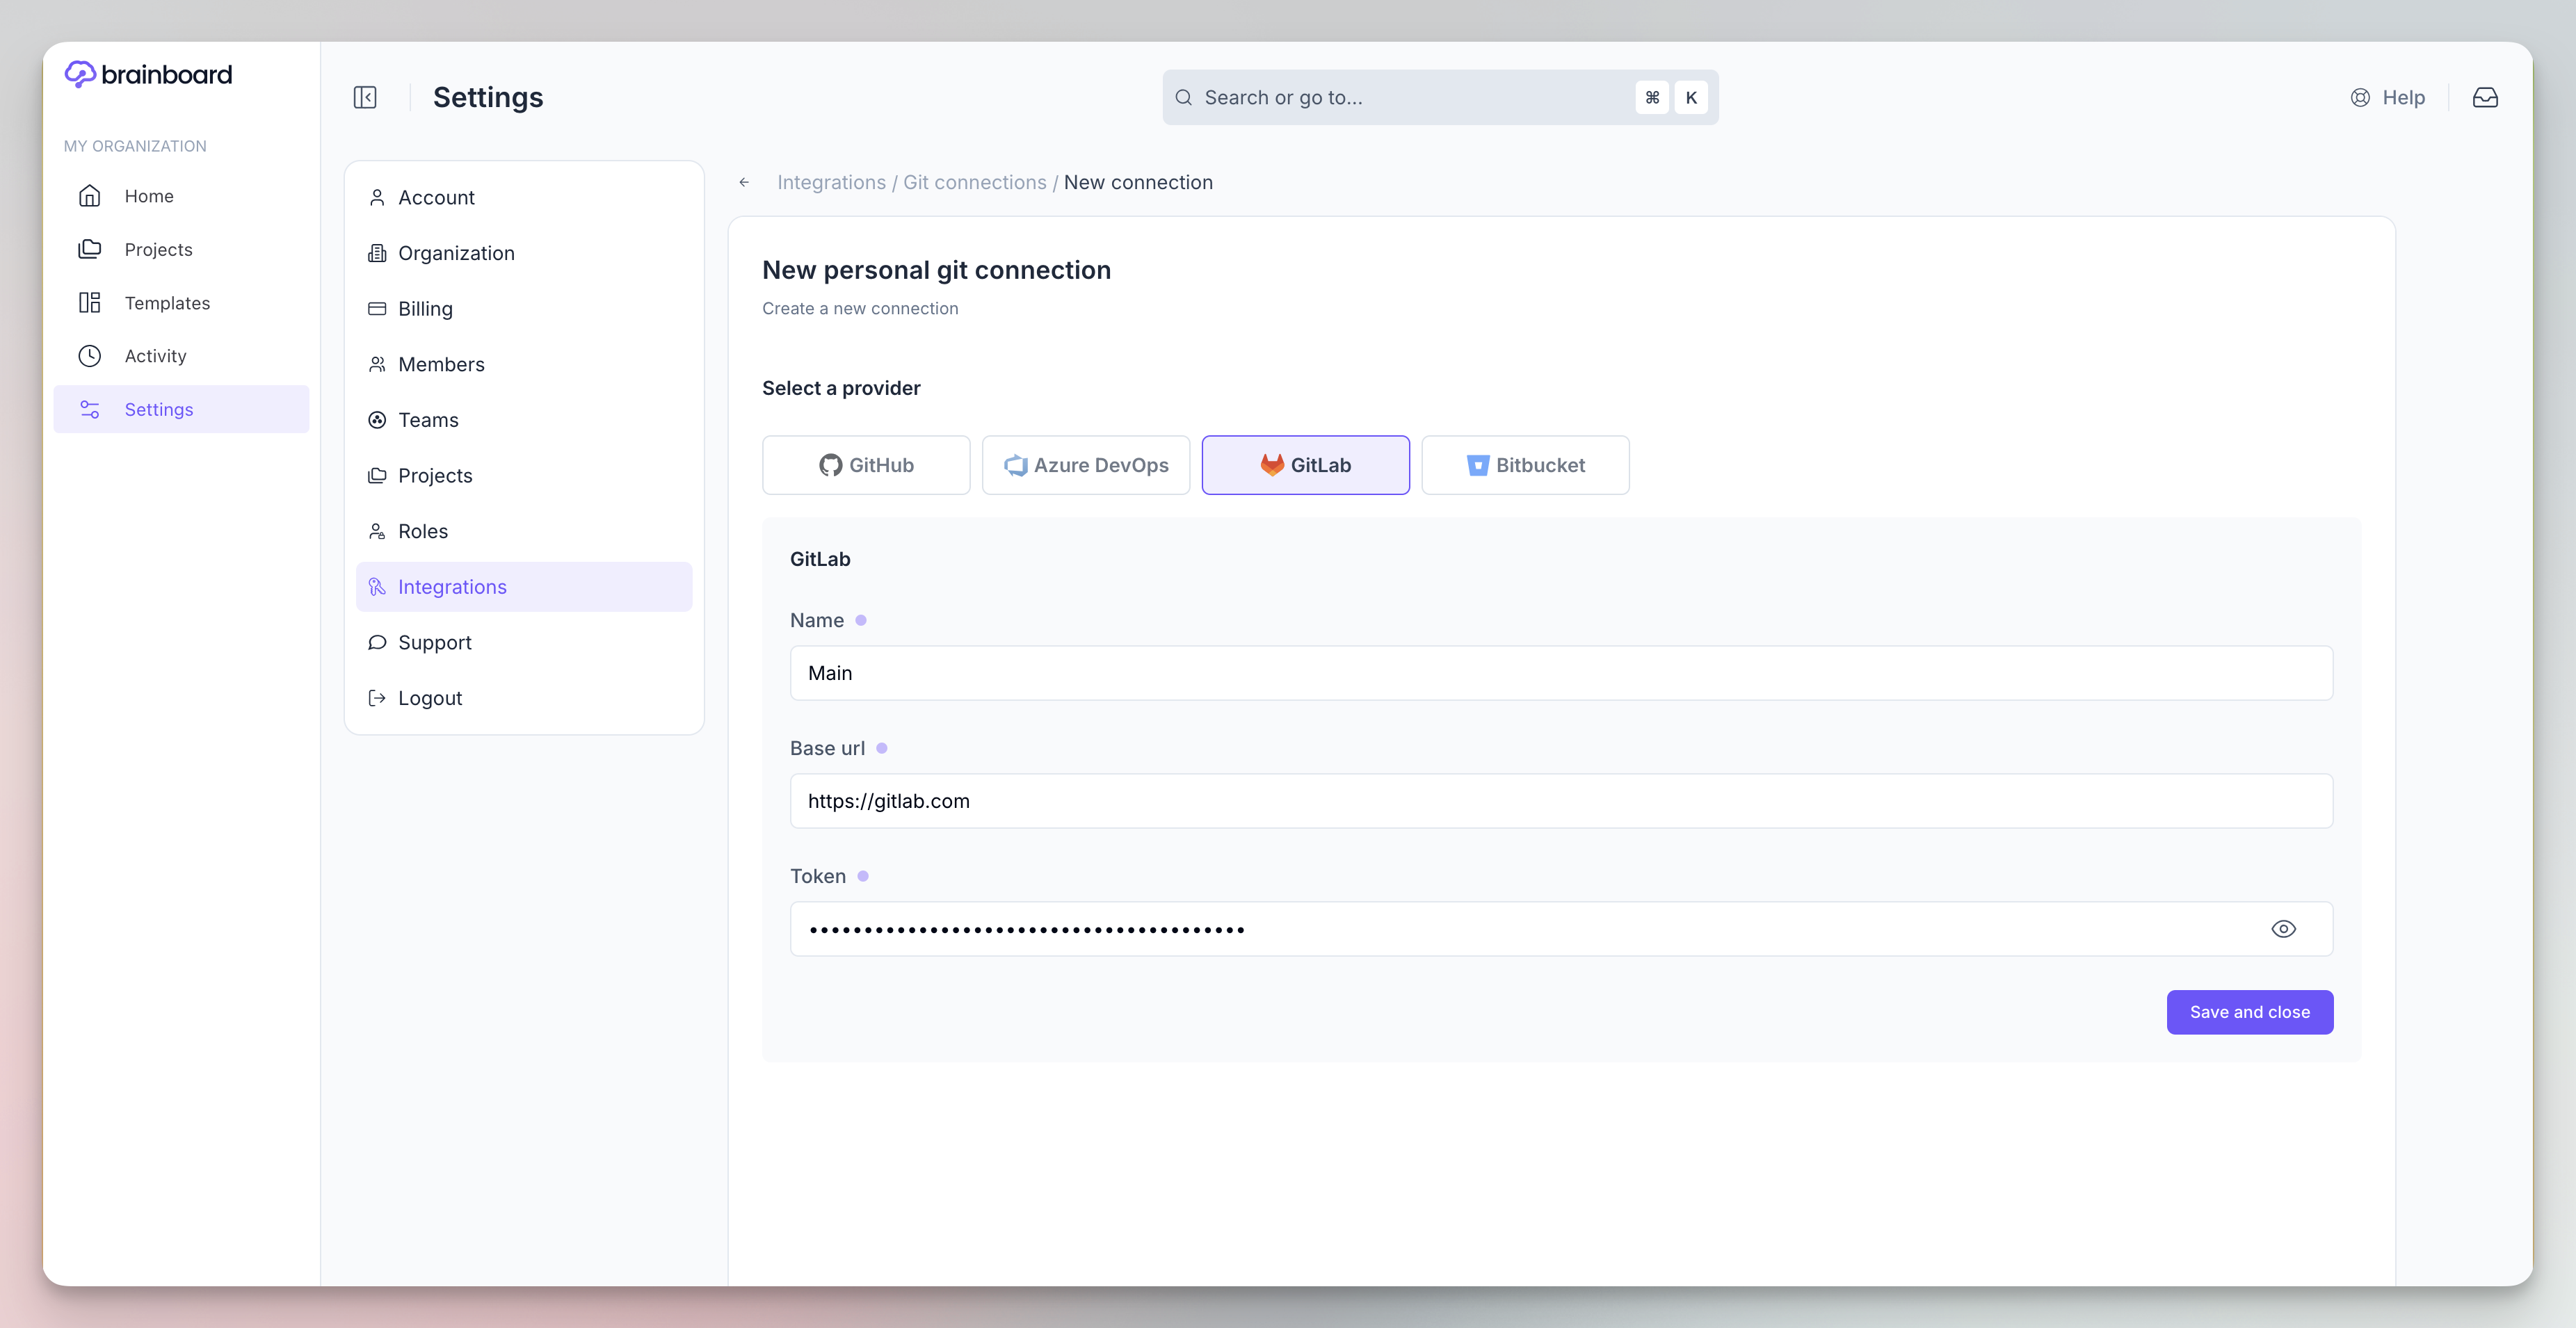 brainboard
MY ORGANIZATION
Home
Projects
Templates
Activity
Settings
Settings
Search or go to...
⌘ K
Help
Account
Organization
Billing
Members
Teams
Projects
Roles
Integrations
Support
Logout
Integrations / Git connections / New connection
New personal git connection
Create a new connection
Select a provider
GitHub
Azure DevOps
GitLab
Bitbucket
GitLab
Name
Main
Base url
https://gitlab.com
Token
••••••••••••••••••••••••••••••••••••••••
Save and close